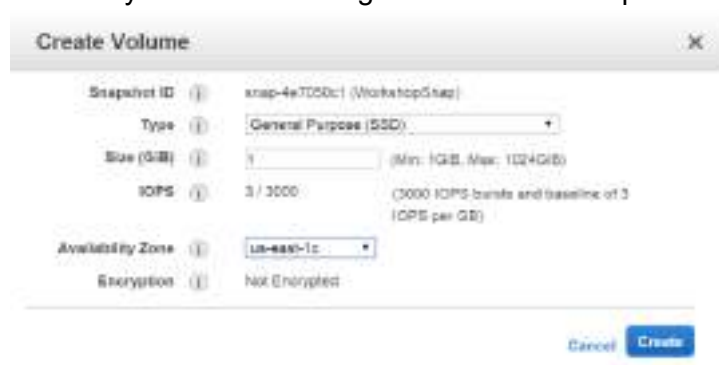 Create Volume ×
Snapshot ID snap-4e7050c1 (WorkshopSnap)
Type General Purpose (SSD)
Size (GiB) 1 (Min: 1GiB, Max: 1024GiB)
IOPS 3 / 3000 (3000 IOPS bursts and baseline of 3
IOPS per GB)
Availability Zone us-east-1c
Encryption Not Encrypted
Cancel Create